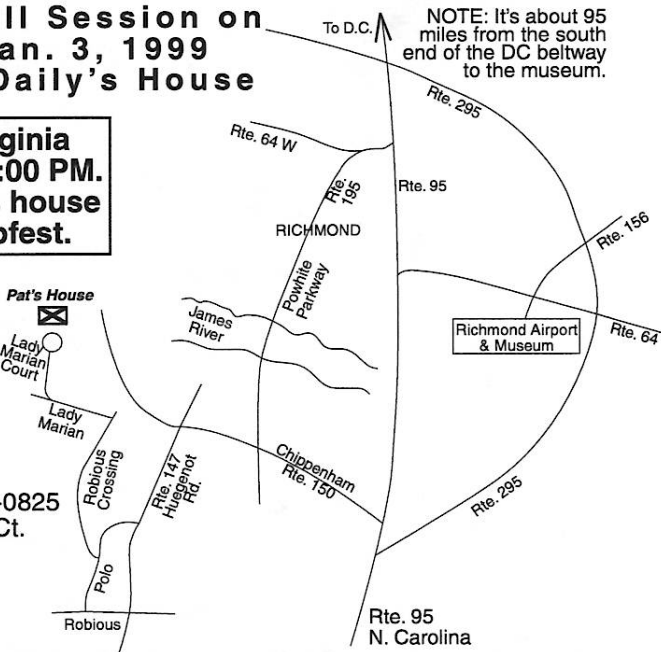 ll Session on
an. 3, 1999
Daily's House
To D.C.
NOTE: It's about 95
miles from the south
end of the DC beltway
to the museum.
ginia
:00 PM.
house
ofest.
Rte. 64 W
Rte. 295
Rte.
195
Rte. 95
RICHMOND
Rte. 156
Powhite
Parkway
Pat's House
Lady
Marian
Court
James
River
Richmond Airport
& Museum
Rte. 64
Lady
Marian
Robious
Crossing
Rte. 147
Huegenot
Rd.
Chippenham
Rte. 150
Rte. 295
-0825
Ct.
Polo
Robious
Rte. 95
N. Carolina